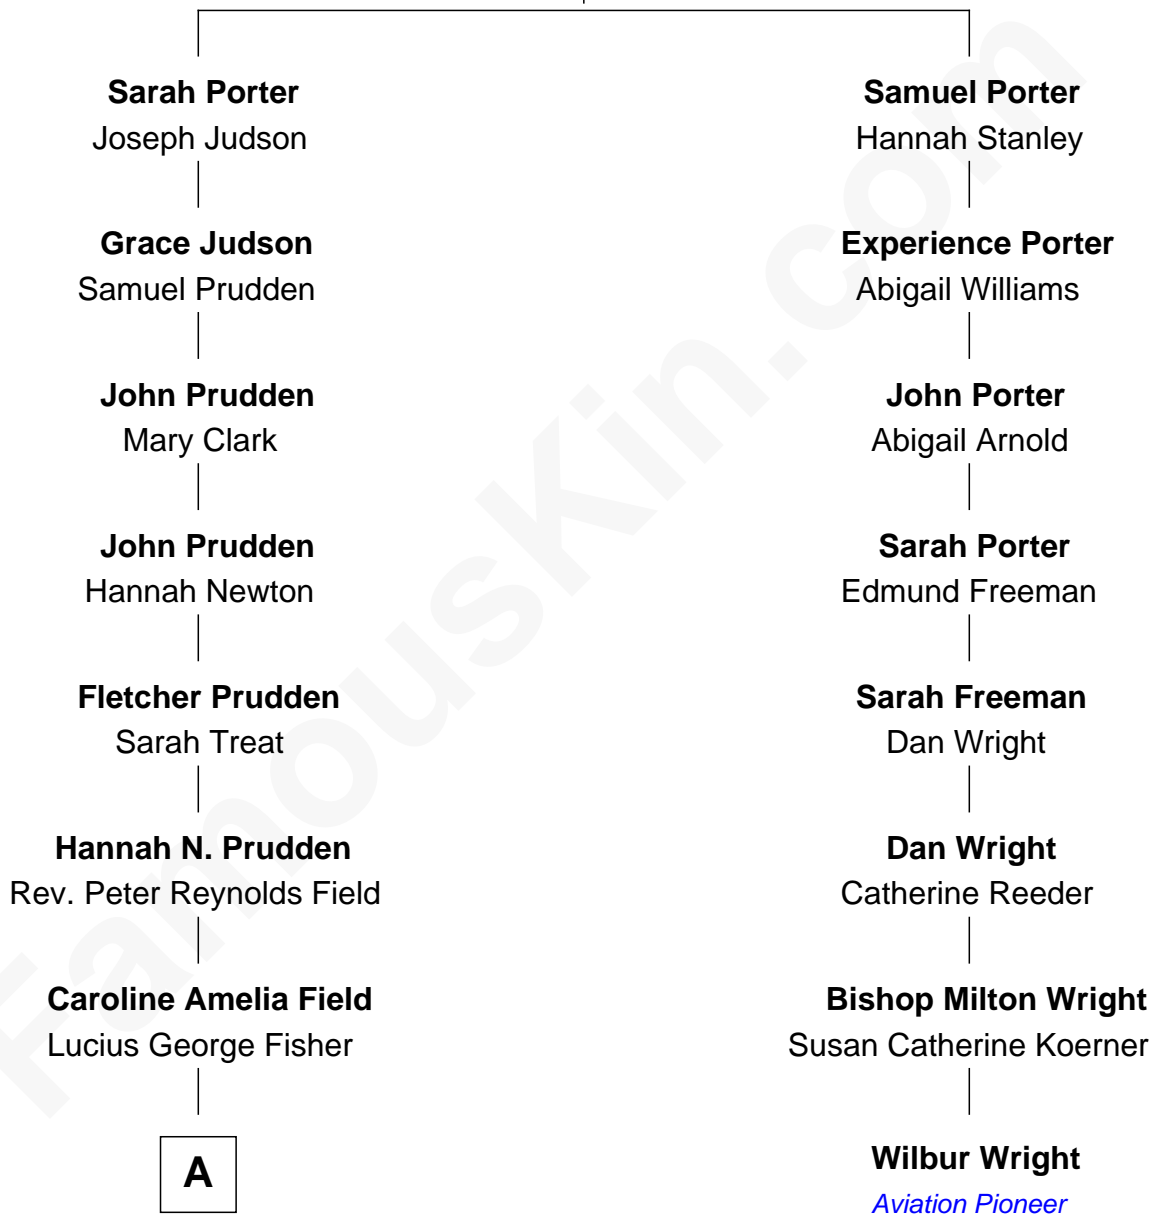 Sarah Porter
Joseph Judson
Grace Judson
Samuel Prudden
John Prudden
Mary Clark
John Prudden
Hannah Newton
Fletcher Prudden
Sarah Treat
Hannah N. Prudden
Rev. Peter Reynolds Field
Caroline Amelia Field
Lucius George Fisher
A
Samuel Porter
Hannah Stanley
Experience Porter
Abigail Williams
John Porter
Abigail Arnold
Sarah Porter
Edmund Freeman
Sarah Freeman
Dan Wright
Dan Wright
Catherine Reeder
Bishop Milton Wright
Susan Catherine Koerner
Wilbur Wright
Aviation Pioneer
FamousKin.com